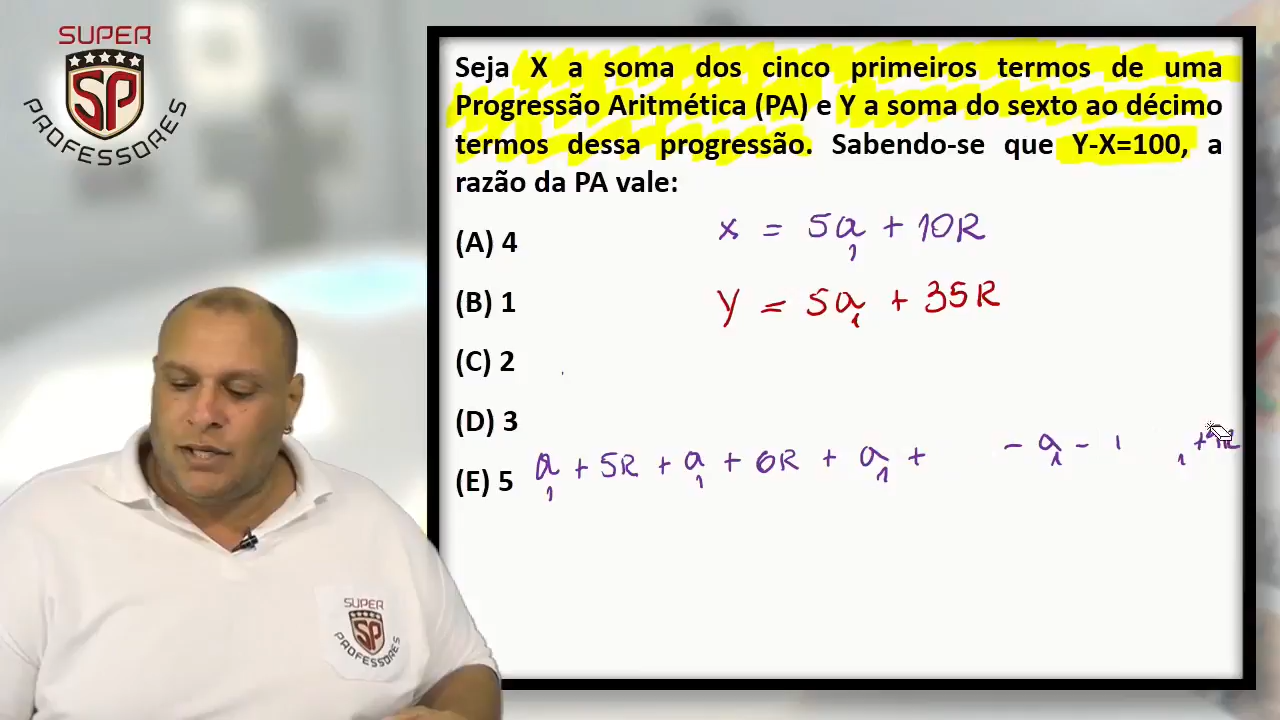 SUPER
SP
PROFESSORES
Seja X a soma dos cinco primeiros termos de uma
Progressão Aritmética (PA) e Y a soma do sexto ao décimo
termos dessa progressão. Sabendo-se que Y-X=100, a
razão da PA vale:
(A) 4
x = 5a₁ + 10R
(B) 1
y = 5a₁ + 35R
(C) 2
(D) 3
(E) 5
a₁ + 5R + a₁ + 6R + a₁ + - a₁ -
SUPER
SP
PROFESSORES